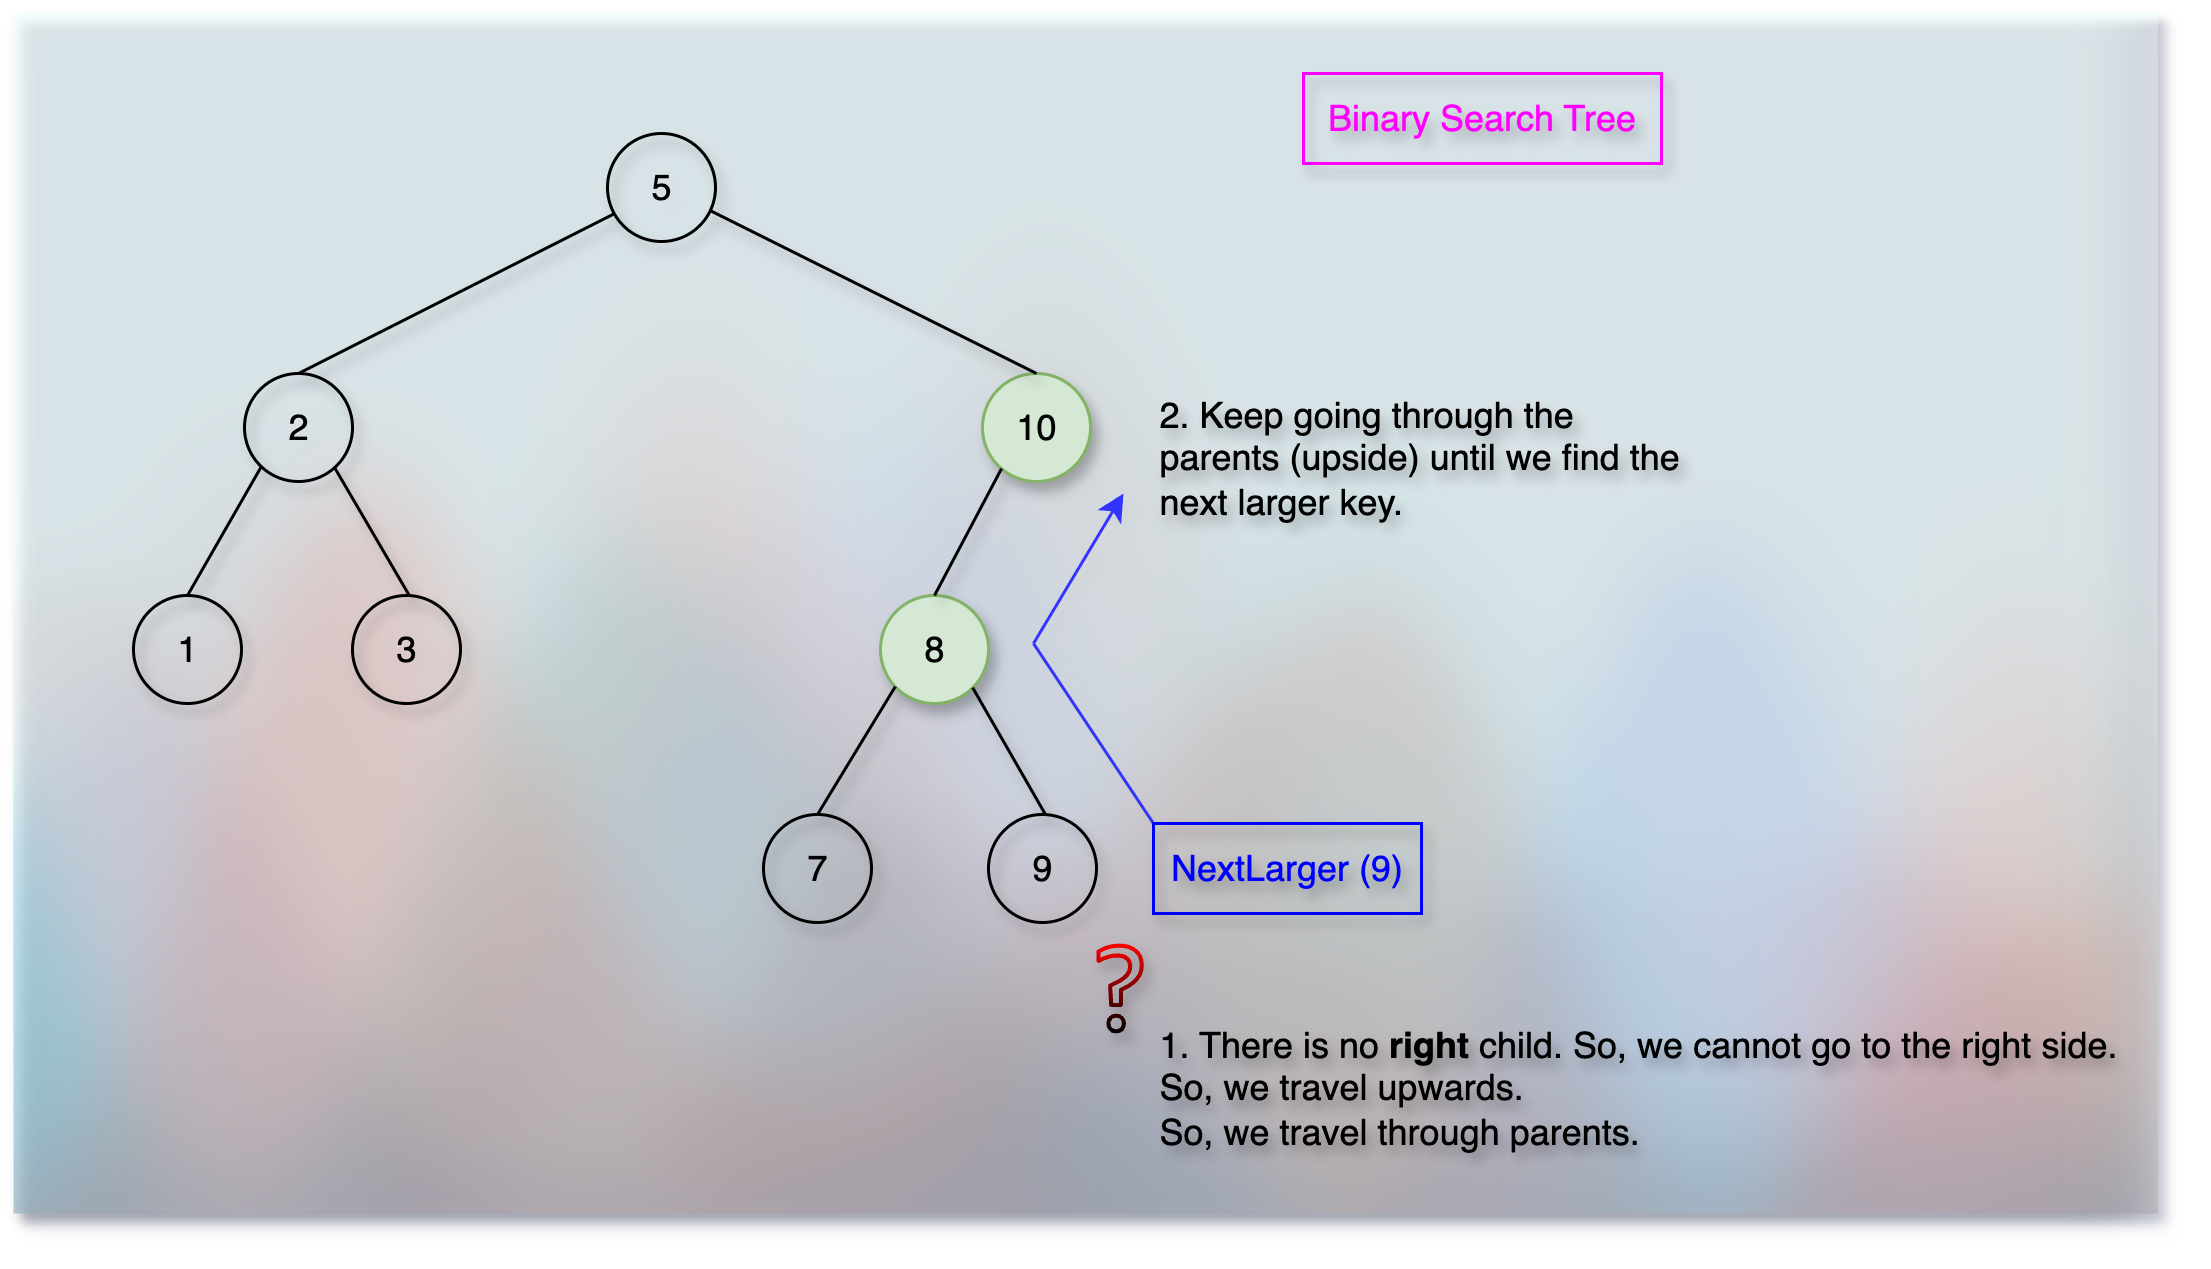 Binary Search Tree
5
2
10
2. Keep going through the
parents (upside) until we find the
next larger key.
1
3
8
7
9
NextLarger (9)
?
1. There is no right child. So, we cannot go to the right side.
So, we travel upwards.
So, we travel through parents.